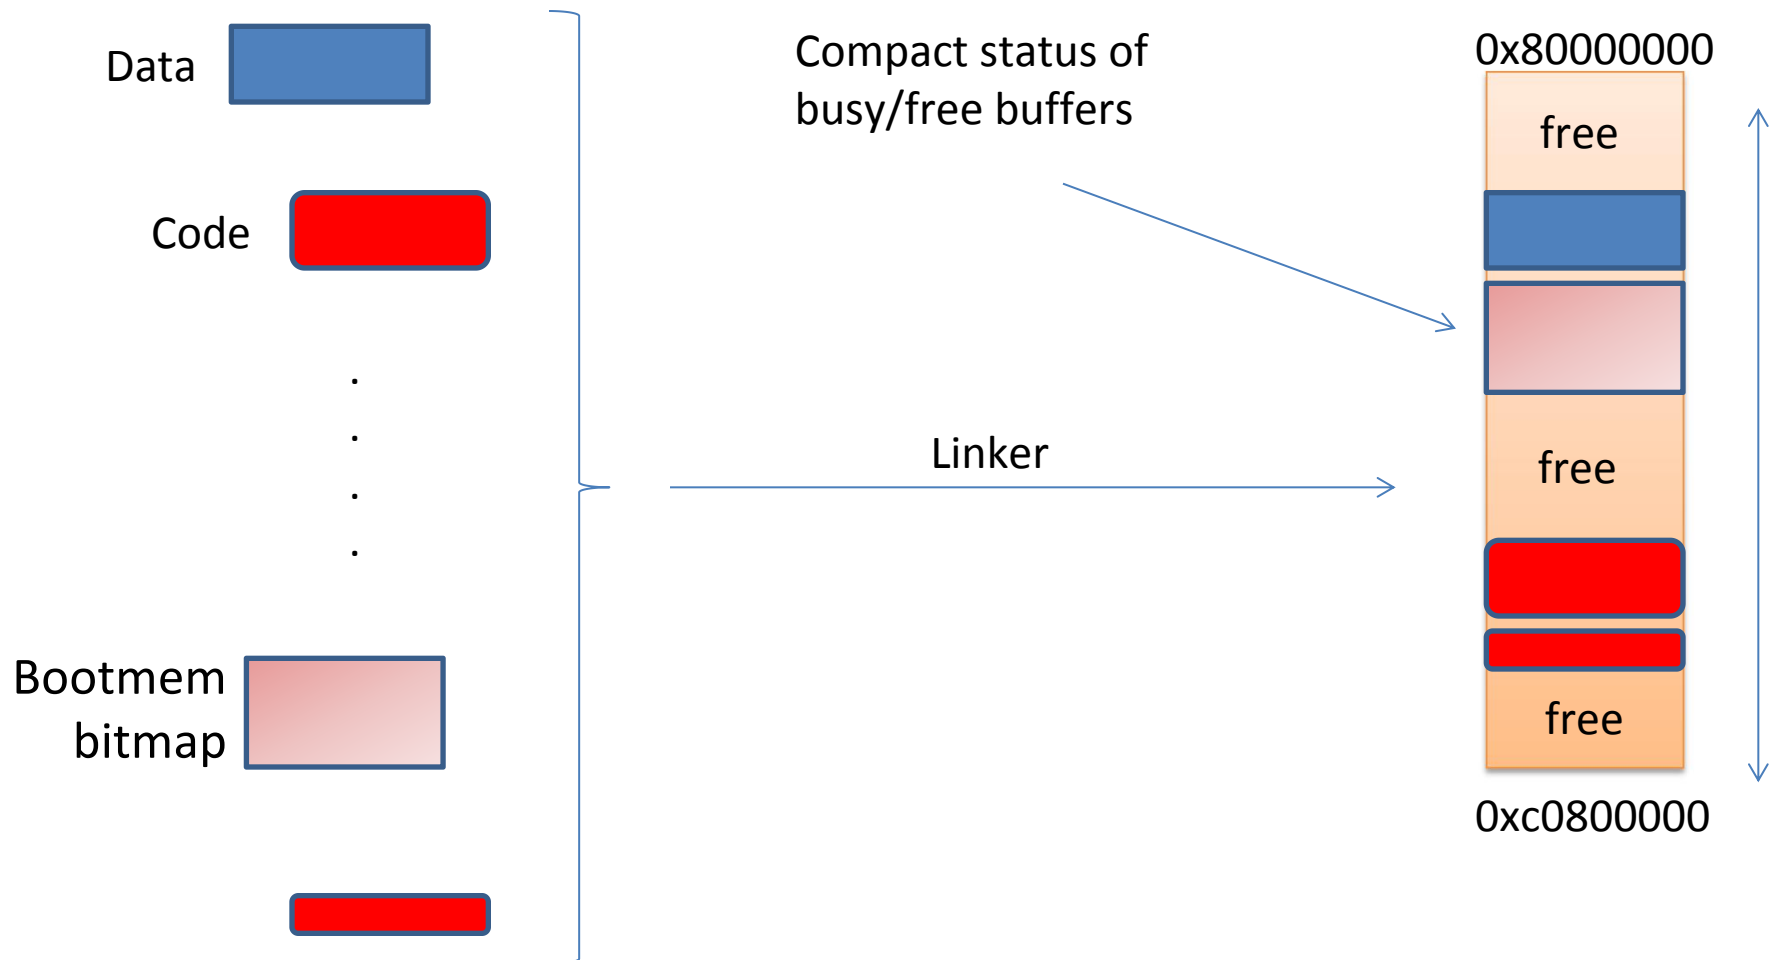 Data
Code
.
.
.
.
Bootmem
bitmap
Compact status of
busy/free buffers
Linker
0x80000000
free
free
free
0xc0800000